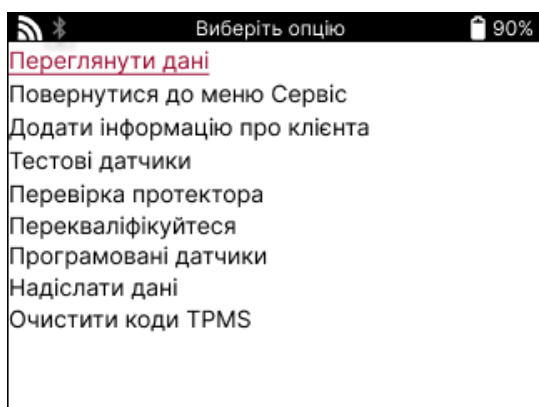 Виберіть опцію 90%
Переглянути дані
Повернутися до меню Сервіс
Додати інформацію про клієнта
Тестові датчики
Перевірка протектора
Перекваліфікуйтеся
Програмовані датчики
Надіслати дані
Очистити коди TPMS